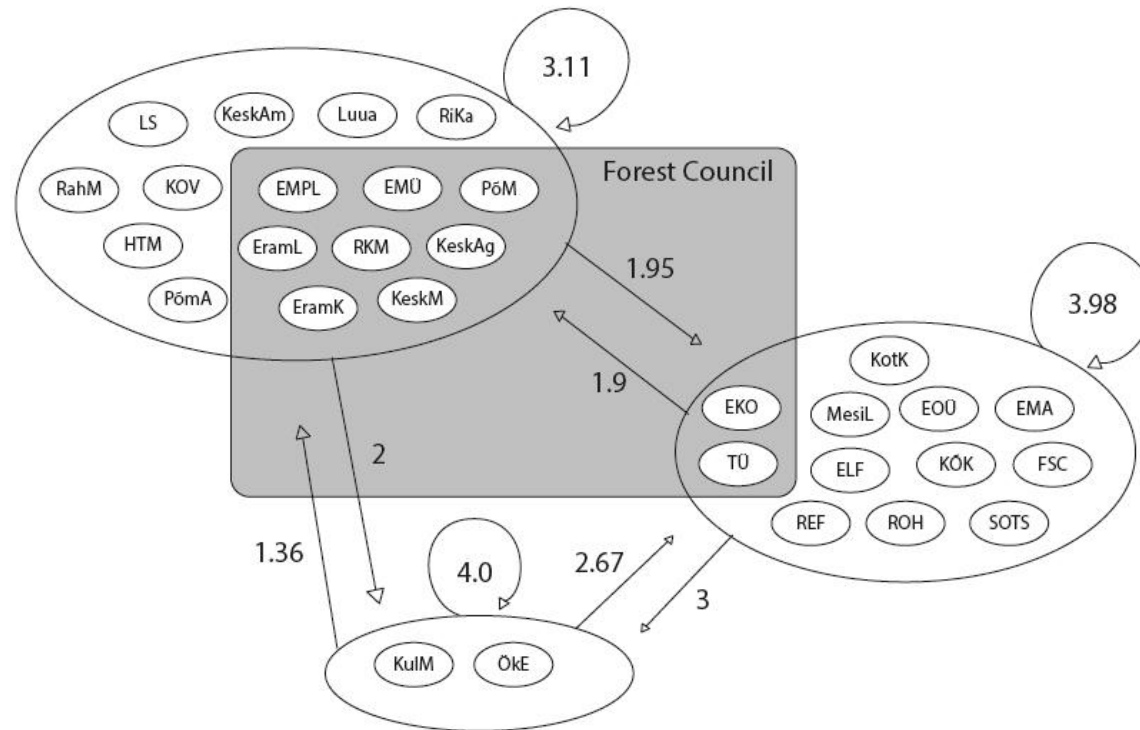 3.11
LS
KeskAm
Luua
RiKa
Forest Council
RahM
KOV
EMPL
EMÜ
PõM
HTM
EramL
RKM
KeskAg
PõmA
EramK
KeskM
1.95
1.9
3.98
KotK
EKO
MesiL
EOÜ
EMA
TÜ
ELF
KÕK
FSC
REF
ROH
SOTS
2
1.36
4.0
2.67
3
KulM
ÖkE